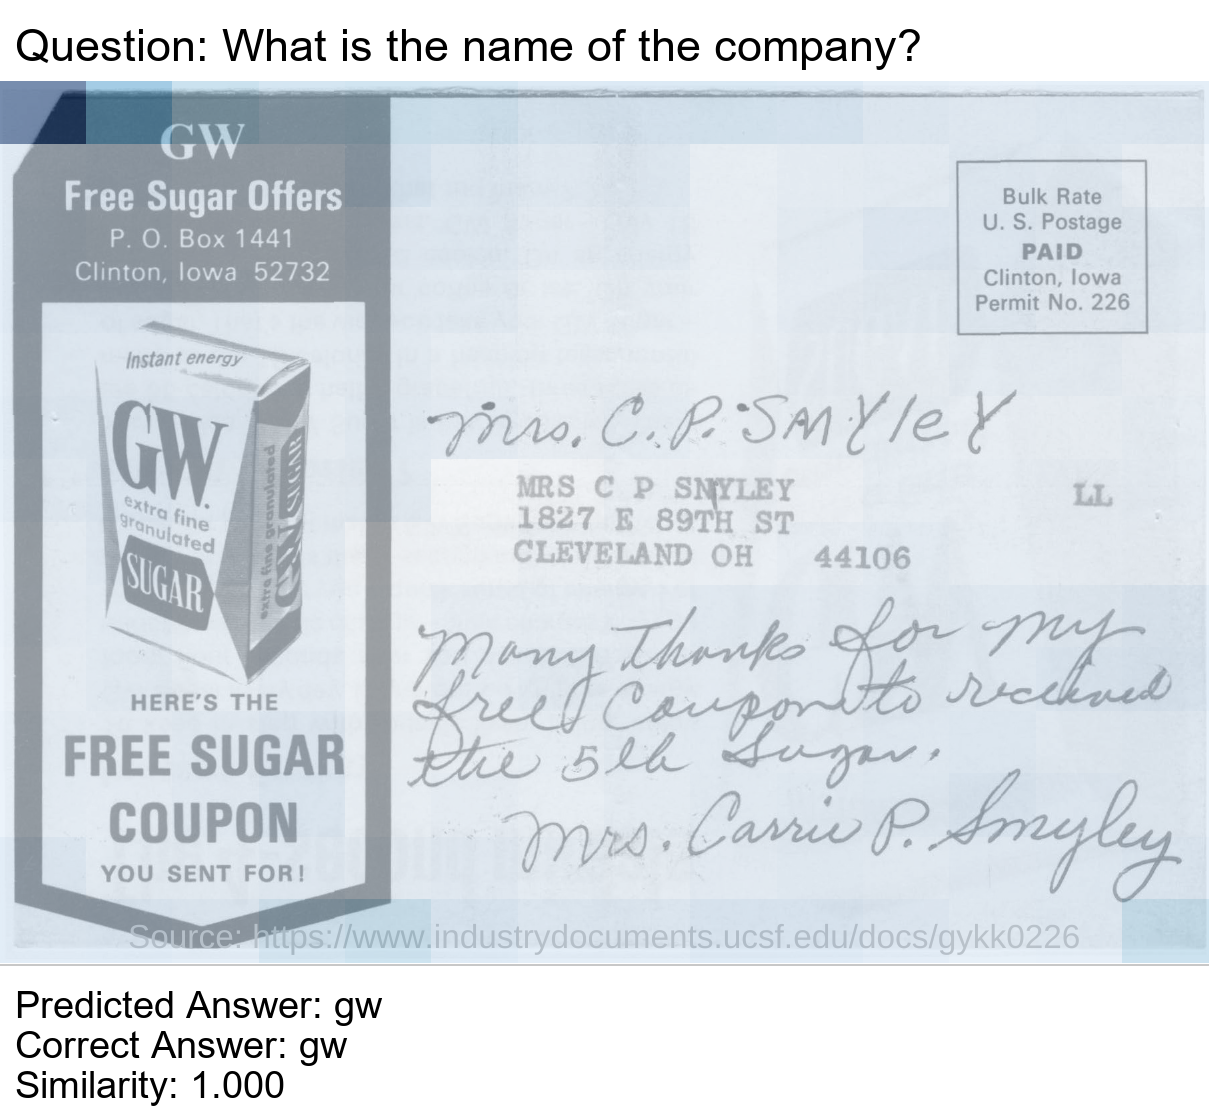 Question: What is the name of the company?
GW
Free Sugar Offers
P. O. Box 1441
Clinton, Iowa 52732
Bulk Rate
U. S. Postage
PAID
Clinton, Iowa
Permit No. 226
Instant energy
GW.
extra fine
granulated
SUGAR
extra fine granulated
GW SUGAR
HERE'S THE
FREE SUGAR
COUPON
YOU SENT FOR!
Mrs. C. P. SMYleY
MRS C P SNYLEY
LL
1827 E 89TH ST
CLEVELAND OH 44106
Many Thanks for my
free Coupon to received
the 5 lb Sugar.
Mrs. Carrie P. Smyley
Source: https://www.industrydocuments.ucsf.edu/docs/gykk0226
Predicted Answer: gw
Correct Answer: gw
Similarity: 1.000